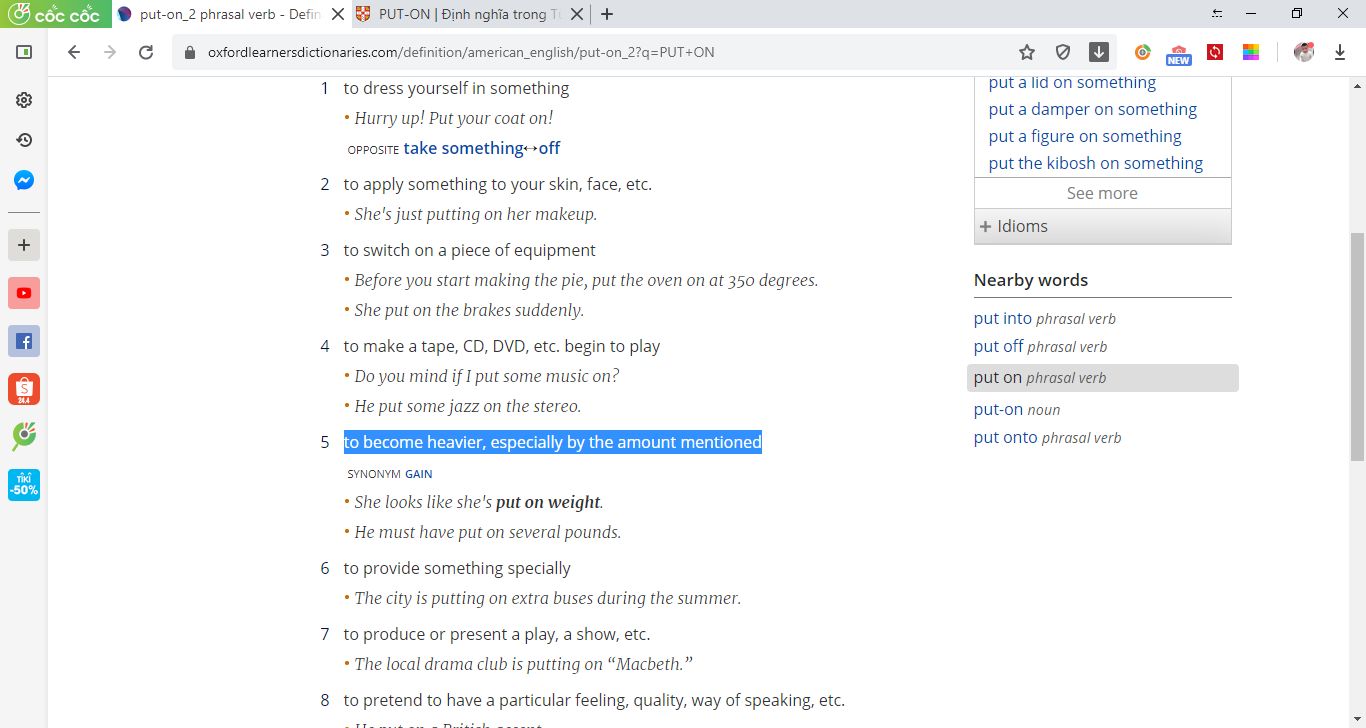 cốc cốc
put-on_2 phrasal verb - Defin
PUT-ON | Định nghĩa trong T
oxfordlearnersdictionaries.com/definition/american_english/put-on_2?q=PUT+ON
NEW
1 to dress yourself in something
• Hurry up! Put your coat on!
OPPOSITE take something↔off
2 to apply something to your skin, face, etc.
• She's just putting on her makeup.
3 to switch on a piece of equipment
• Before you start making the pie, put the oven on at 350 degrees.
• She put on the brakes suddenly.
4 to make a tape, CD, DVD, etc. begin to play
• Do you mind if I put some music on?
• He put some jazz on the stereo.
5 to become heavier, especially by the amount mentioned
SYNONYM GAIN
• She looks like she's put on weight.
• He must have put on several pounds.
6 to provide something specially
• The city is putting on extra buses during the summer.
7 to produce or present a play, a show, etc.
• The local drama club is putting on “Macbeth.”
8 to pretend to have a particular feeling, quality, way of speaking, etc.
• He put on a British accent
put a lid on something
put a damper on something
put a figure on something
put the kibosh on something
See more
+ Idioms
Nearby words
put into phrasal verb
put off phrasal verb
put on phrasal verb
put-on noun
put onto phrasal verb
S
24.4
TIKI
-50%